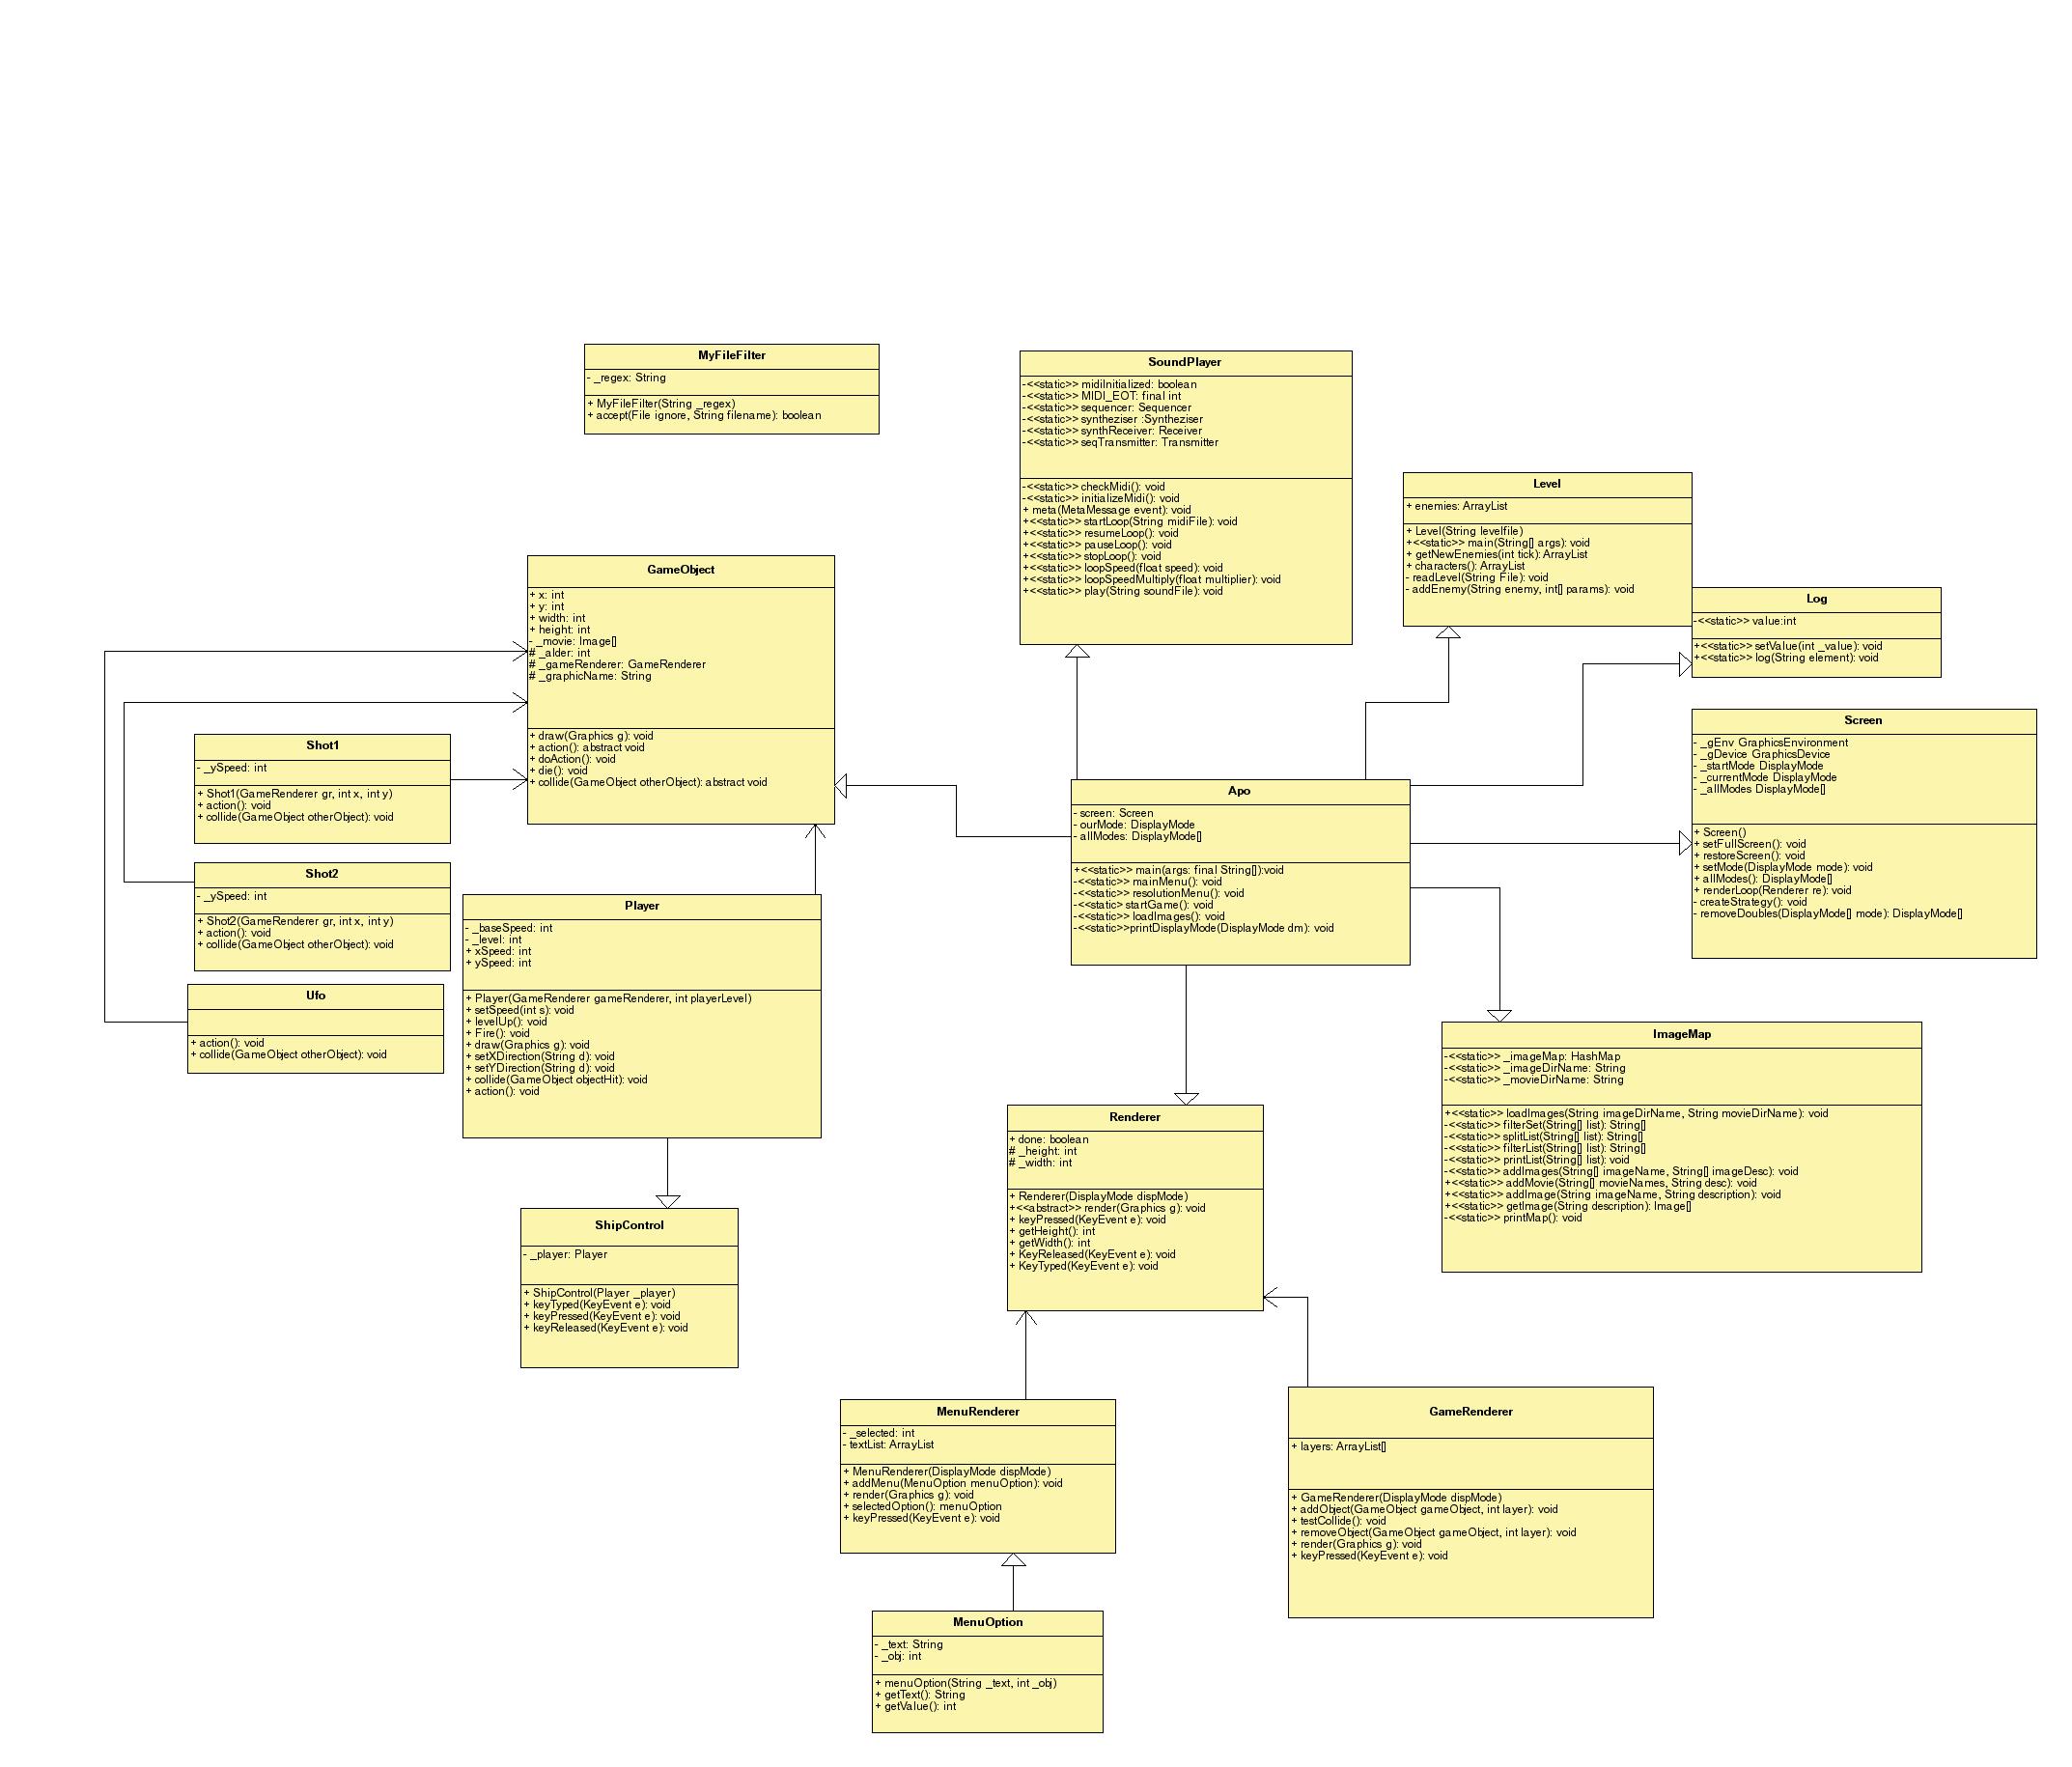 MyFileFilter
- _regex: String
+ MyFileFilter(String _regex)
+ accept(File ignore, String filename): boolean
SoundPlayer
-<<static>> midiInitialized: boolean
-<<static>> MIDI_EOT: final int
-<<static>> sequencer: Sequencer
-<<static>> syntheziser :Syntheziser
-<<static>> synthReceiver: Receiver
-<<static>> seqTransmitter: Transmitter
-<<static>> checkMidi(): void
-<<static>> initializeMidi(): void
+ meta(MetaMessage event): void
+<<static>> startLoop(String midiFile): void
+<<static>> resumeLoop(): void
+<<static>> pauseLoop(): void
+<<static>> stopLoop(): void
+<<static>> loopSpeed(float speed): void
+<<static>> loopSpeedMultiply(float multiplier): void
+<<static>> play(String soundFile): void
Level
+ enemies: ArrayList
+ Level(String levelfile)
+<<static>> main(String[] args): void
+ getNewEnemies(int tick): ArrayList
+ characters(): ArrayList
- readLevel(String File): void
- addEnemy(String enemy, int[] params): void
Log
-<<static>> value:int
+<<static>> setValue(int _value): void
+<<static>> log(String element): void
GameObject
+ x: int
+ y: int
+ width: int
+ height: int
- _movie: Image[]
# _alder: int
# _gameRenderer: GameRenderer
# _graphicName: String
+ draw(Graphics g): void
+ action(): abstract void
+ doAction(): void
+ die(): void
+ collide(GameObject otherObject): abstract void
Shot1
- _ySpeed: int
+ Shot1(GameRenderer gr, int x, int y)
+ action(): void
+ collide(GameObject otherObject): void
Shot2
- _ySpeed: int
+ Shot2(GameRenderer gr, int x, int y)
+ action(): void
+ collide(GameObject otherObject): void
Ufo
+ action(): void
+ collide(GameObject otherObject): void
Player
- _baseSpeed: int
- _level: int
+ xSpeed: int
+ ySpeed: int
+ Player(GameRenderer gameRenderer, int playerLevel)
+ setSpeed(int s): void
+ levelUp(): void
+ Fire(): void
+ draw(Graphics g): void
+ setXDirection(String d): void
+ setYDirection(String d): void
+ collide(GameObject objectHit): void
+ action(): void
Apo
- screen: Screen
- ourMode: DisplayMode
- allModes: DisplayMode[]
+<<static>> main(args: final String[]):void
-<<static>> mainMenu(): void
-<<static>> resolutionMenu(): void
-<<static> startGame(): void
-<<static>> loadImages(): void
-<<static>>printDisplayMode(DisplayMode dm): void
Screen
- _gEnv GraphicsEnvironment
- _gDevice GraphicsDevice
- _startMode DisplayMode
- _currentMode DisplayMode
- _allModes DisplayMode[]
+ Screen()
+ setFullScreen(): void
+ restoreScreen(): void
+ setMode(DisplayMode mode): void
+ allModes(): DisplayMode[]
+ renderLoop(Renderer re): void
- createStrategy(): void
- removeDoubles(DisplayMode[] mode): DisplayMode[]
ImageMap
-<<static>> _imageMap: HashMap
-<<static>> _imageDirName: String
-<<static>> _movieDirName: String
+<<static>> loadImages(String imageDirName, String movieDirName): void
-<<static>> filterSet(String[] list): String[]
-<<static>> splitList(String[] list): String[]
-<<static>> filterList(String[] list): String[]
-<<static>> printList(String[] list): void
-<<static>> addImages(String[] imageName, String[] imageDesc): void
+<<static>> addMovie(String[] movieNames, String desc): void
+<<static>> addImage(String imageName, String description): void
+<<static>> getImage(String description): Image[]
-<<static>> printMap(): void
Renderer
+ done: boolean
# _height: int
# _width: int
+ Renderer(DisplayMode dispMode)
+<<abstract>> render(Graphics g): void
+ keyPressed(KeyEvent e): void
+ getHeight(): int
+ getWidth(): int
+ KeyReleased(KeyEvent e): void
+ KeyTyped(KeyEvent e): void
ShipControl
- _player: Player
+ ShipControl(Player _player)
+ keyTyped(KeyEvent e): void
+ keyPressed(KeyEvent e): void
+ keyReleased(KeyEvent e): void
MenuRenderer
- _selected: int
- textList: ArrayList
+ MenuRenderer(DisplayMode dispMode)
+ addMenu(MenuOption menuOption): void
+ render(Graphics g): void
+ selectedOption(): menuOption
+ keyPressed(KeyEvent e): void
GameRenderer
+ layers: ArrayList[]
+ GameRenderer(DisplayMode dispMode)
+ addObject(GameObject gameObject, int layer): void
+ testCollide(): void
+ removeObject(GameObject gameObject, int layer): void
+ render(Graphics g): void
+ keyPressed(KeyEvent e): void
MenuOption
- _text: String
- _obj: int
+ menuOption(String _text, int _obj)
+ getText(): String
+ getValue(): int